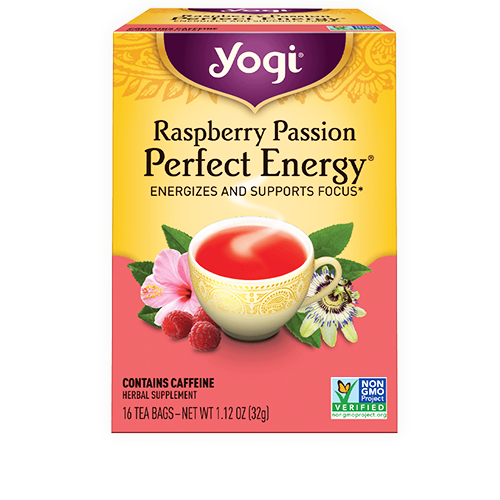 yogi®
Raspberry Passion
Perfect Energy®
ENERGIZES AND SUPPORTS FOCUS*
CONTAINS CAFFEINE
HERBAL SUPPLEMENT
16 TEA BAGS – NET WT 1.12 OZ (32g)
NON
GMO
Project
VERIFIED
nongmoproject.org